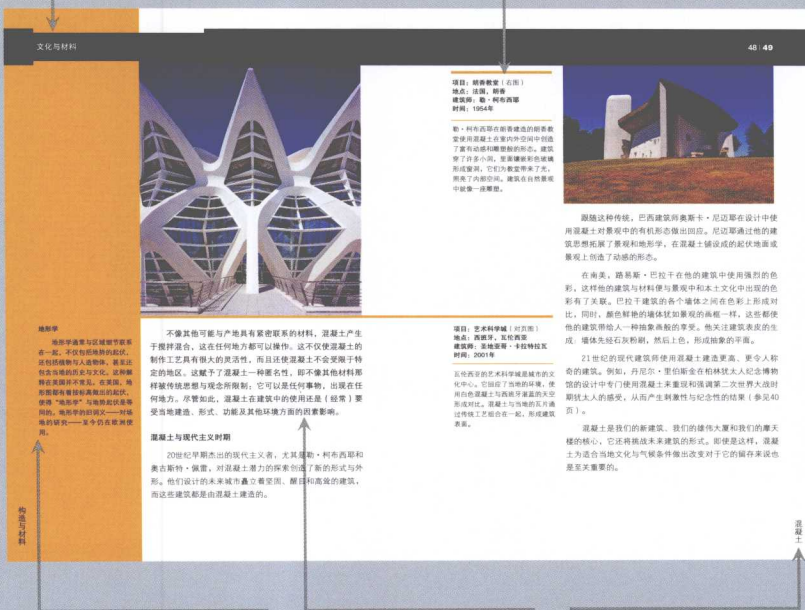 文化与材料
48 | 49
项目：朗香教堂（右图）
地点：法国，朗香
建筑师：勒·柯布西耶
时间：1954年
勒·柯布西耶在朗香建造的朗香教
堂使用混凝土在室内外空间中创造
了富有动感和雕塑般的形态。建筑
穿了许多小洞，里面镶嵌彩色玻璃
形成窗洞，它们为教堂带来了光，
照亮了内部空间。建筑在自然景观
中就像一座雕塑。
跟随这种传统，巴西建筑师奥斯卡·尼迈耶在设计中使
用混凝土对景观中的有机形态做出回应。尼迈耶通过他的建
筑思想拓展了景观和地形学，在混凝土铺设成的起伏地面或
景观上创造了动感的形态。
在南美，路易斯·巴拉干在他的建筑中使用强烈的色
彩，这样他的建筑与材料便与景观中和本土文化中出现的色
彩有了关联。巴拉干建筑的各个墙体之间在色彩上形成对
比，同时，颜色鲜艳的墙体犹如景观的画框一样，这些都使
他的建筑带给人一种抽象画般的享受。他关注建筑表皮的生
成：墙体先经石灰粉刷，然后上色，形成抽象的平面。
21世纪的现代建筑师使用混凝土建造更高、更令人称
奇的建筑。例如，丹尼尔·里伯斯金在柏林犹太人纪念博物
馆的设计中专门使用混凝土来重现和强调第二次世界大战时
期犹太人的感受，从而产生刺激性与纪念性的结果（参见40
页）。
混凝土是我们的新建筑、我们的雄伟大厦和我们的摩天
楼的核心，它还将挑战未来建筑的形式。即使是这样，混凝
土为适合当地文化与气候条件做出改变对于它的留存来说也
是至关重要的。
项目：艺术科学城（对页图）
地点：西班牙，瓦伦西亚
建筑师：圣地亚哥·卡拉特拉瓦
时间：2001年
瓦伦西亚的艺术科学城是城市的文
化中心。它回应了当地的环境，使
用白色混凝土与西班牙湛蓝的天空
形成对比。混凝土与当地的瓦片通
过传统工艺组合在一起，形成建筑
表面。
不像其他可能与产地具有紧密联系的材料，混凝土产生
于搅拌混合，这在任何地方都可以操作。这不仅使混凝土的
制作工艺具有很大的灵活性，而且还使混凝土不会受限于特
定的地区。这赋予了混凝土一种匿名性，即不像其他材料那
样被传统思想与观念所限制；它可以是任何事物，出现在任
何地方。尽管如此，混凝土在建筑中的使用还是（经常）要
受当地建造、形式、功能及其他环境方面的因素影响。
混凝土与现代主义时期
20世纪早期杰出的现代主义者，尤其是勒·柯布西耶和
奥古斯特·佩雷，对混凝土潜力的探索创造了新的形式与外
形。他们设计的未来城市矗立着坚固、醒目和高耸的建筑，
而这些建筑都是由混凝土建造的。
地形学
地形学通常与区域细节联系
在一起，不仅包括地势的起伏，
还包括植物与人造物体，甚至还
包含当地的历史与文化。这种解
释在美国并不常见。在美国，地
形图都有着按标高做出的起伏，
使得“地形学”与地势起伏是等
同的。地形学的旧词义——对场
地的研究——至今仍在欧洲使
用。
构造与材料
混凝土